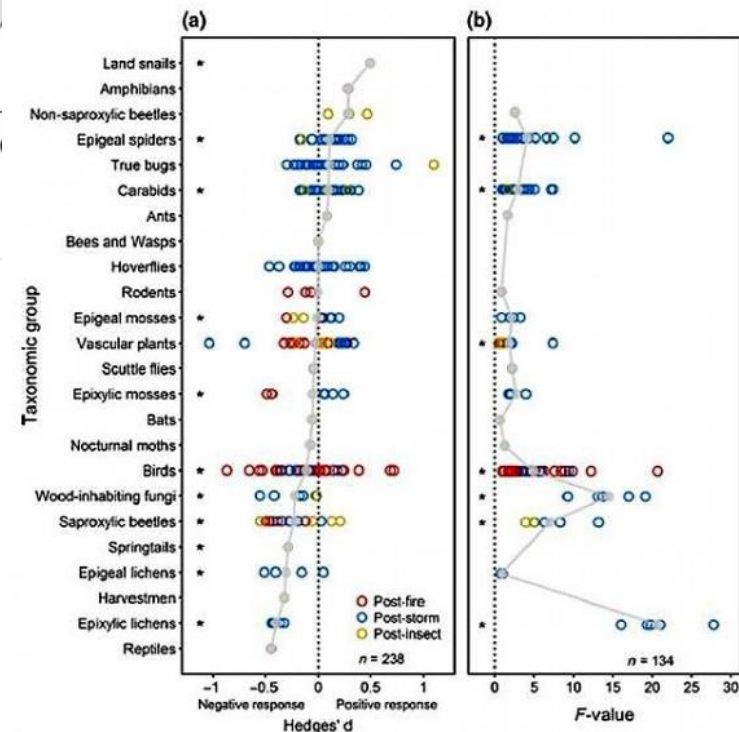 (a)
(b)
Land snails *
Amphibians
Non-saproxylic beetles
Epigeal spiders * *
True bugs
Carabids * *
Ants
Bees and Wasps
Hoverflies
Rodents
Epigeal mosses *
Vascular plants * *
Scuttle flies
Epixylic mosses *
Bats
Nocturnal moths
Birds * *
Wood-inhabiting fungi * *
Saproxylic beetles * *
Springtails *
Epigeal lichens *
Harvestmen
Epixylic lichens * *
Reptiles
Taxonomic group
Post-fire
Post-storm
Post-insect
n = 238
n = 134
−1 −0.5 0 0.5 1
Negative response Positive response
Hedges' d
0 5 10 15 20 25 30
F-value